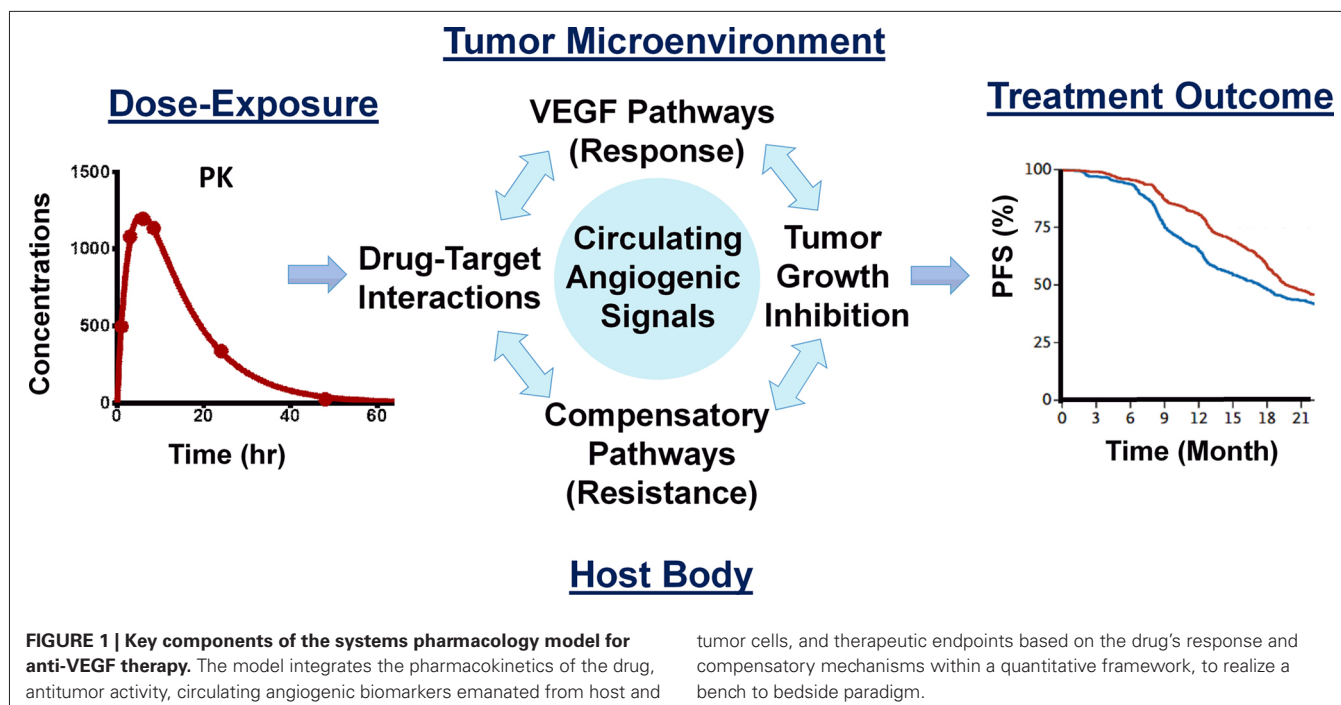 Tumor Microenvironment
Dose-Exposure
PK
1500
1000
500
0
0 20 40 60
Concentrations
Time (hr)
VEGF Pathways
(Response)
Drug-Target
Interactions
Circulating
Angiogenic
Signals
Tumor
Growth
Inhibition
Compensatory
Pathways
(Resistance)
Treatment Outcome
100
75
50
25
0
0 3 6 9 12 15 18 21
PFS (%)
Time (Month)
Host Body
FIGURE 1 | Key components of the systems pharmacology model for
anti-VEGF therapy. The model integrates the pharmacokinetics of the drug,
antitumor activity, circulating angiogenic biomarkers emanated from host and
tumor cells, and therapeutic endpoints based on the drug’s response and
compensatory mechanisms within a quantitative framework, to realize a
bench to bedside paradigm.